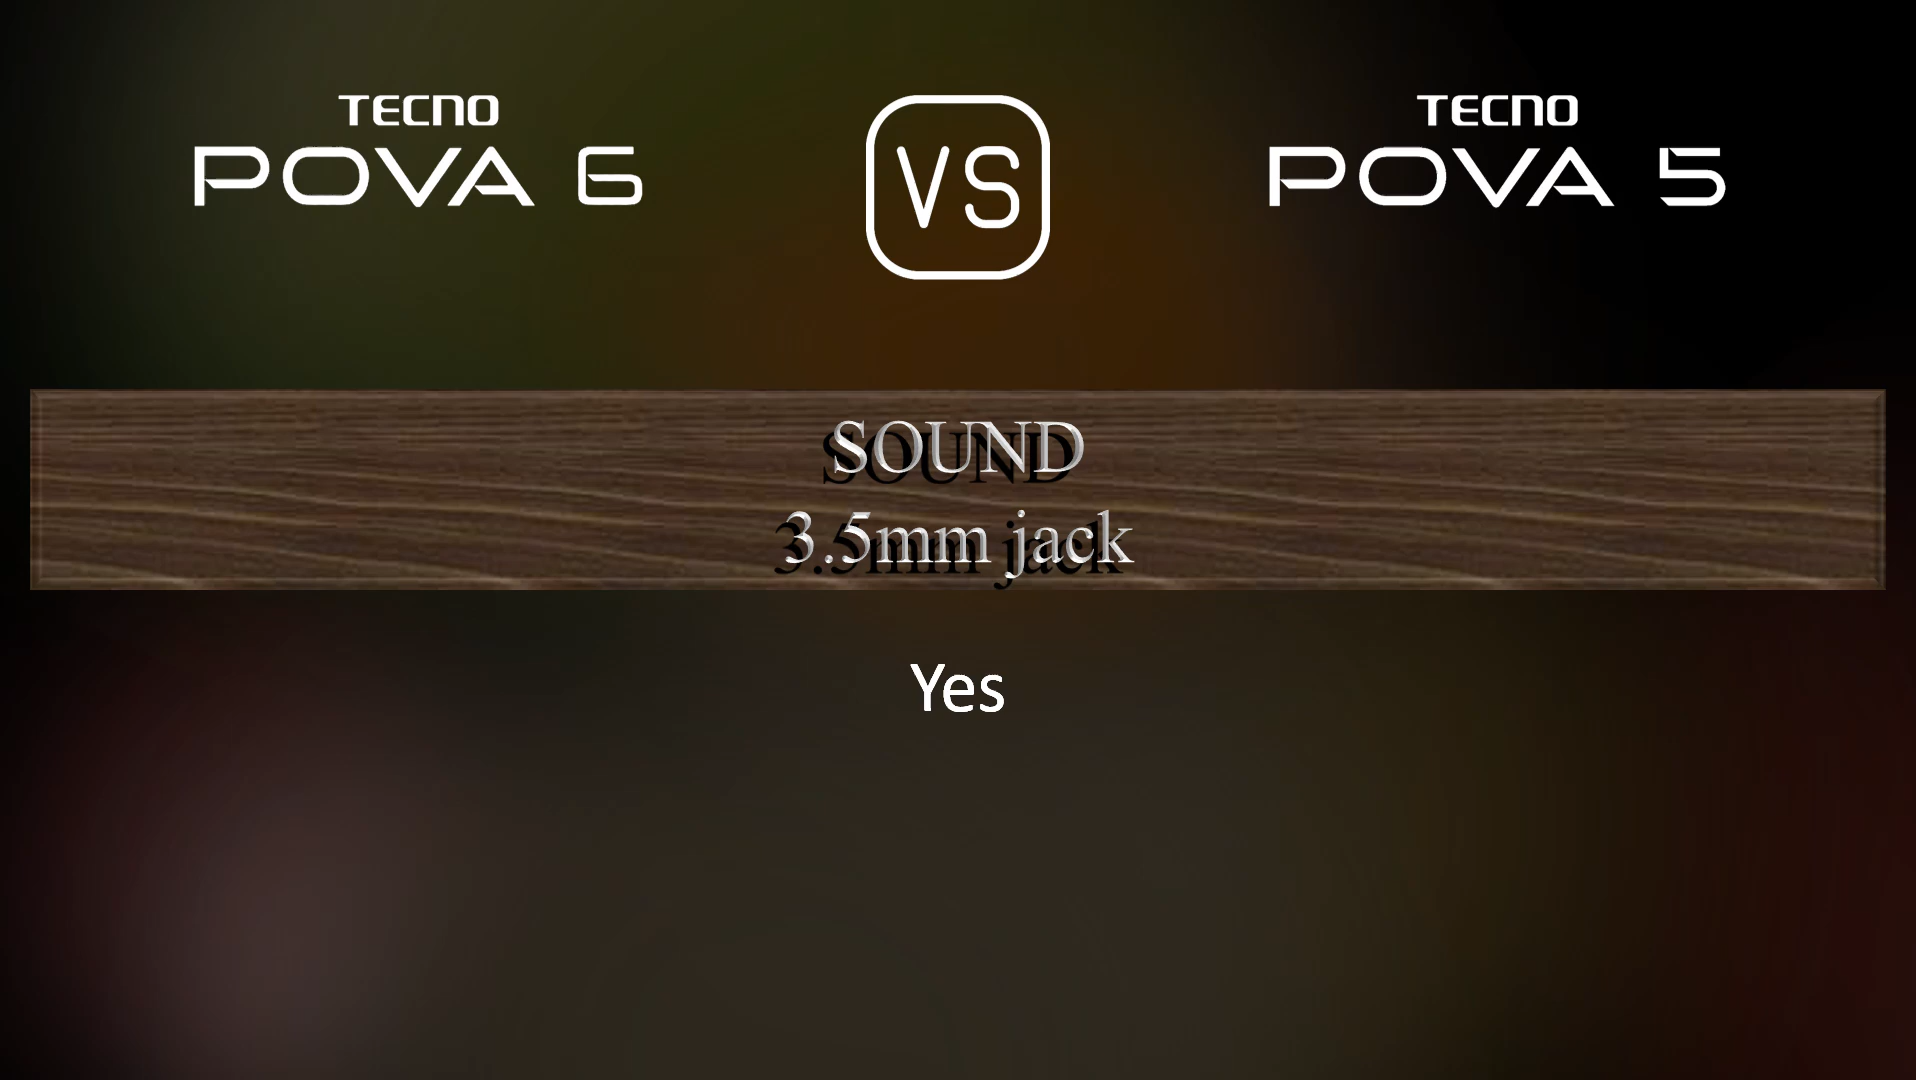 TECNO
POVA 6
VS
TECNO
POVA 5
SOUND
3.5mm jack
Yes